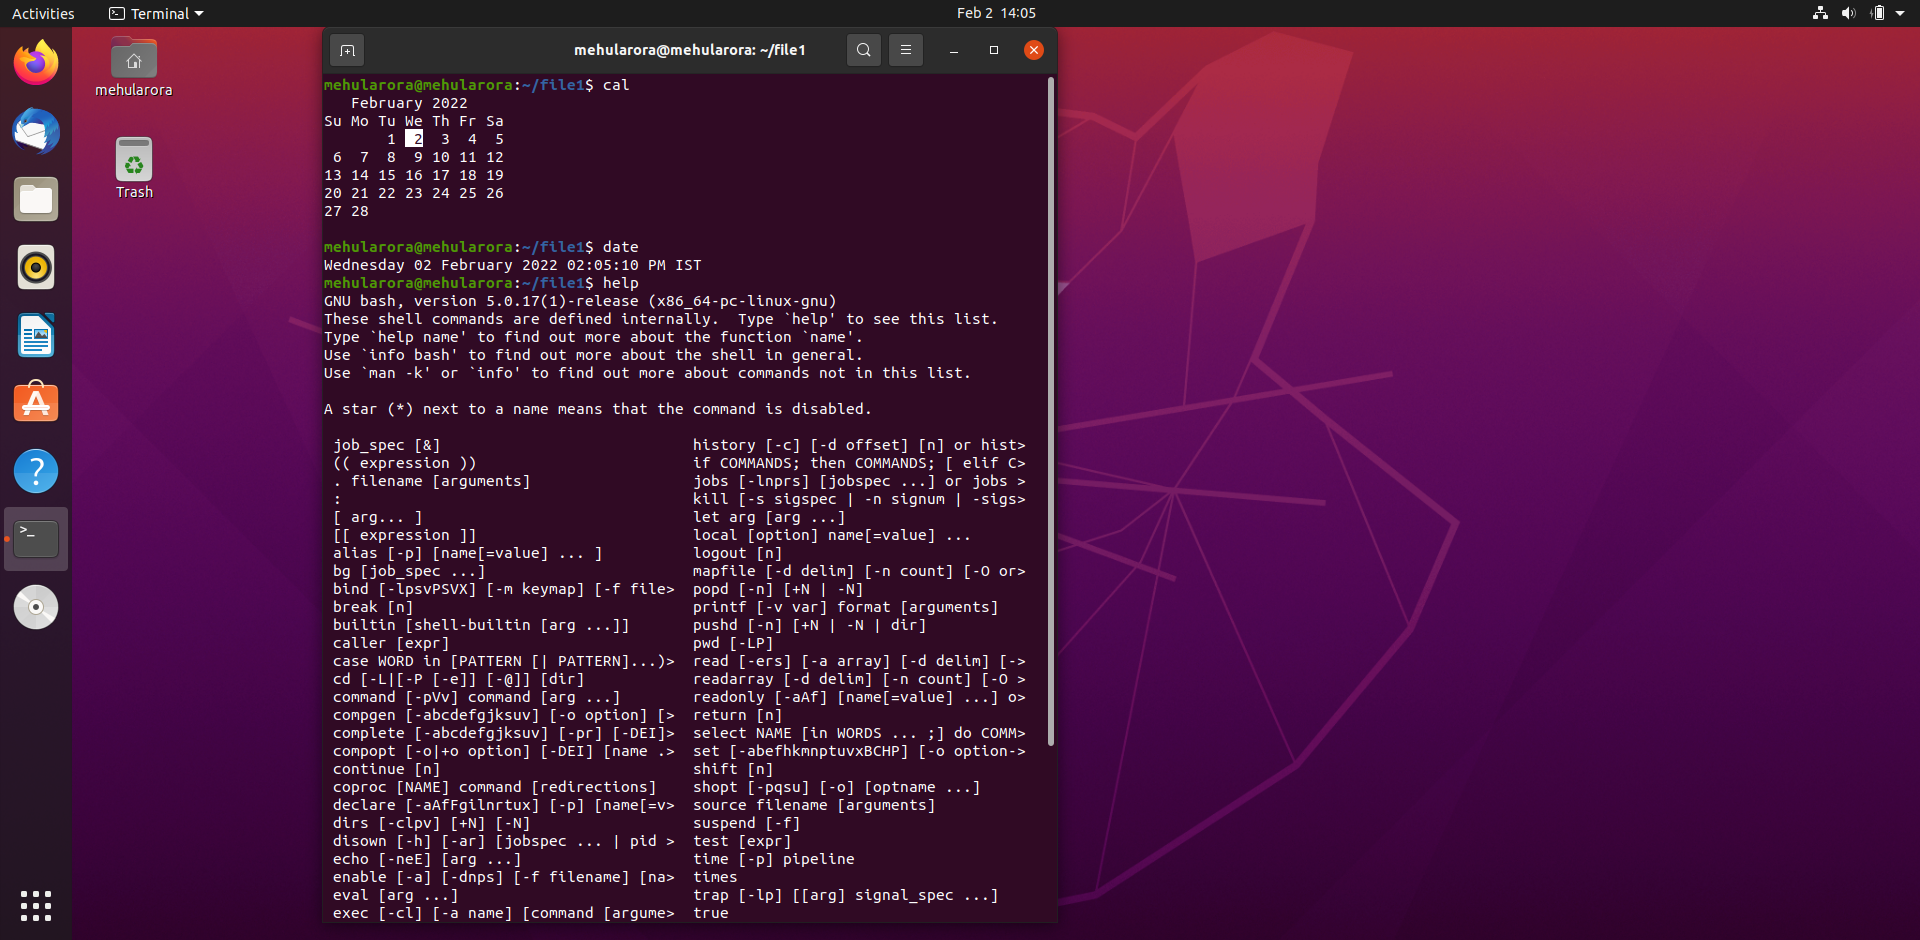 Activities
Terminal
Feb 2 14:05
mehularora
Trash
mehularora@mehularora: ~/file1
mehularora@mehularora:~/file1$ cal
   February 2022
Su Mo Tu We Th Fr Sa
       1  2  3  4  5
 6  7  8  9 10 11 12
13 14 15 16 17 18 19
20 21 22 23 24 25 26
27 28
mehularora@mehularora:~/file1$ date
Wednesday 02 February 2022 02:05:10 PM IST
mehularora@mehularora:~/file1$ help
GNU bash, version 5.0.17(1)-release (x86_64-pc-linux-gnu)
These shell commands are defined internally.  Type `help' to see this list.
Type `help name' to find out more about the function `name'.
Use `info bash' to find out more about the shell in general.
Use `man -k' or `info' to find out more about commands not in this list.
A star (*) next to a name means that the command is disabled.
 job_spec [&]                            history [-c] [-d offset] [n] or hist>
 (( expression ))                        if COMMANDS; then COMMANDS; [ elif C>
 . filename [arguments]                  jobs [-lnprs] [jobspec ...] or jobs >
 :                                       kill [-s sigspec | -n signum | -sigs>
 [ arg... ]                              let arg [arg ...]
 [[ expression ]]                        local [option] name[=value] ...
 alias [-p] [name[=value] ... ]          logout [n]
 bg [job_spec ...]                       mapfile [-d delim] [-n count] [-O or>
 bind [-lpsvPSVX] [-m keymap] [-f file>  popd [-n] [+N | -N]
 break [n]                               printf [-v var] format [arguments]
 builtin [shell-builtin [arg ...]]       pushd [-n] [+N | -N | dir]
 caller [expr]                           pwd [-LP]
 case WORD in [PATTERN [| PATTERN]...)>  read [-ers] [-a array] [-d delim] [->
 cd [-L|[-P [-e]] [-@]] [dir]            readarray [-d delim] [-n count] [-O >
 command [-pVv] command [arg ...]        readonly [-aAf] [name[=value] ...] o>
 compgen [-abcdefgjksuv] [-o option] [>  return [n]
 complete [-abcdefgjksuv] [-pr] [-DEI]>  select NAME [in WORDS ... ;] do COMM>
 compopt [-o|+o option] [-DEI] [name .>  set [-abefhkmnptuvxBCHP] [-o option->
 continue [n]                            shift [n]
 coproc [NAME] command [redirections]    shopt [-pqsu] [-o] [optname ...]
 declare [-aAfFgilnrtux] [-p] [name[=v>  source filename [arguments]
 dirs [-clpv] [+N] [-N]                  suspend [-f]
 disown [-h] [-ar] [jobspec ... | pid >  test [expr]
 echo [-neE] [arg ...]                   time [-p] pipeline
 enable [-a] [-dnps] [-f filename] [na>  times
 eval [arg ...]                          trap [-lp] [[arg] signal_spec ...]
 exec [-cl] [-a name] [command [argume>  true